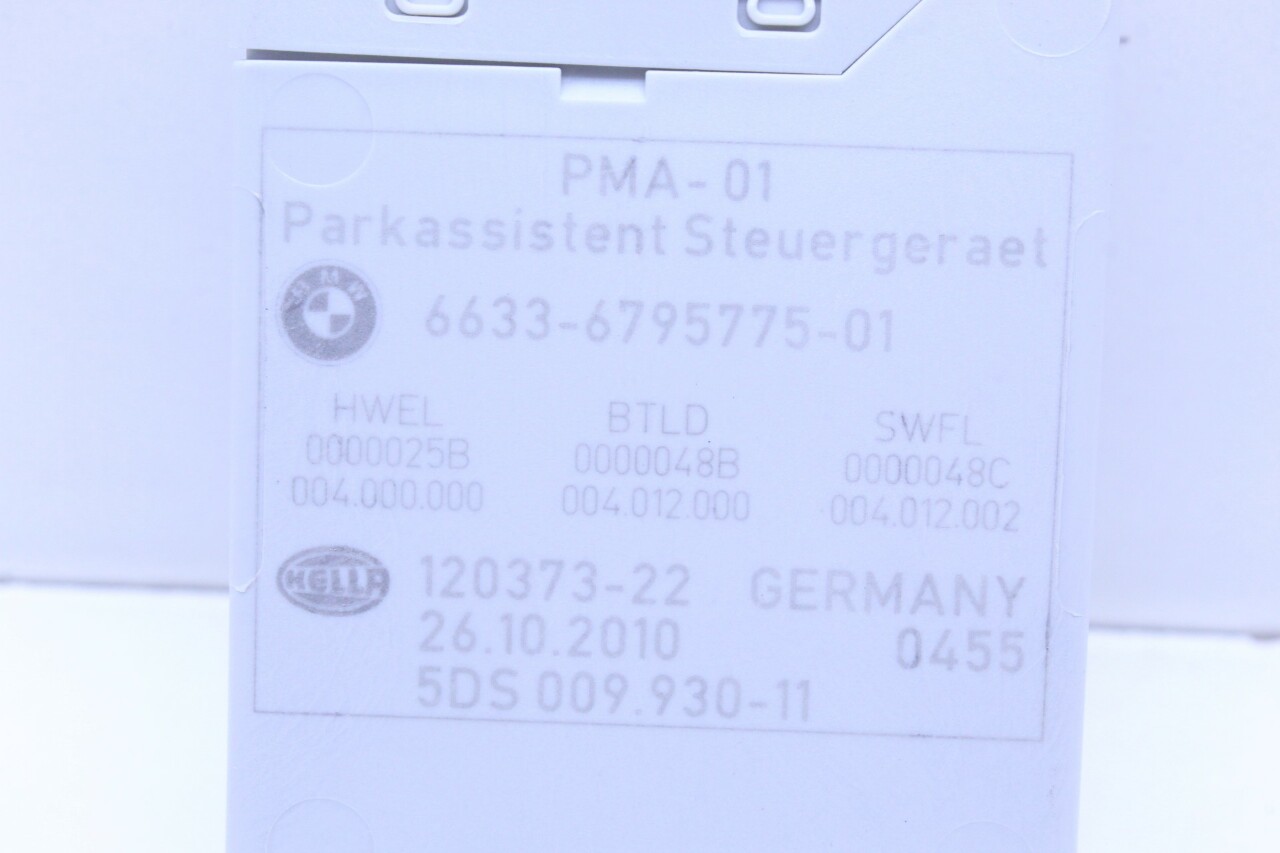 PMA-01
Parkassistent Steuergeraet
BMW
6633-6795775-01
HWEL BTLD SWFL
0000025B 0000048B 0000048C
004.000.000 004.012.000 004.012.002
HELLA 120373-22 GERMANY
26.10.2010 0455
5DS 009.930-11